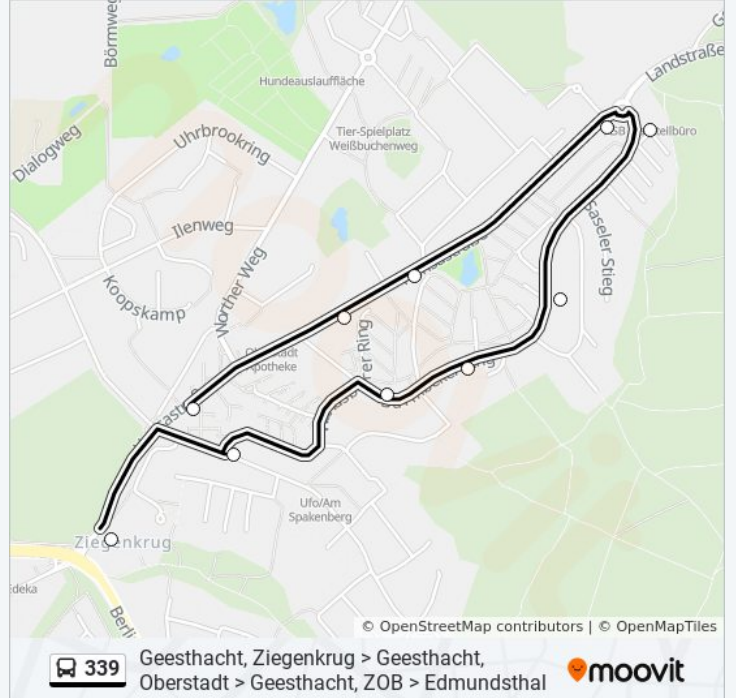 Börmweg
Landstraße
Hundeauslauffläche
Tier-Spielplatz
Weißbuchenweg
Uhrbrookring
Dialogweg
Ilenweg
Saseler Stieg
Koopskamp
Worther Weg
Apotheke
Ufo/Am
Spakenberg
Ziegenkrug
© OpenStreetMap contributors | © OpenMapTiles
339
Geesthacht, Ziegenkrug > Geesthacht,
Oberstadt > Geesthacht, ZOB > Edmundsthal
moovit